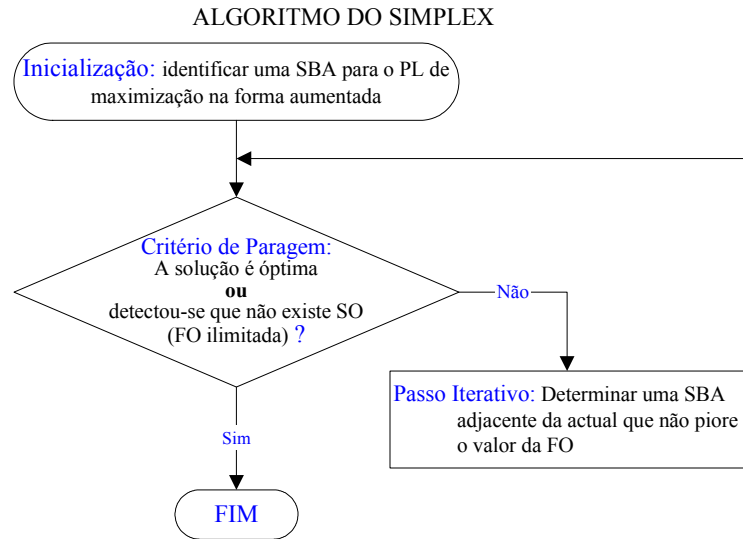 ALGORITMO DO SIMPLEX
Inicialização: identificar uma SBA para o PL de
maximização na forma aumentada
Critério de Paragem:
A solução é óptima
ou
detectou-se que não existe SO
(FO ilimitada) ?
Não
Passo Iterativo: Determinar uma SBA
adjacente da actual que não piore
o valor da FO
Sim
FIM